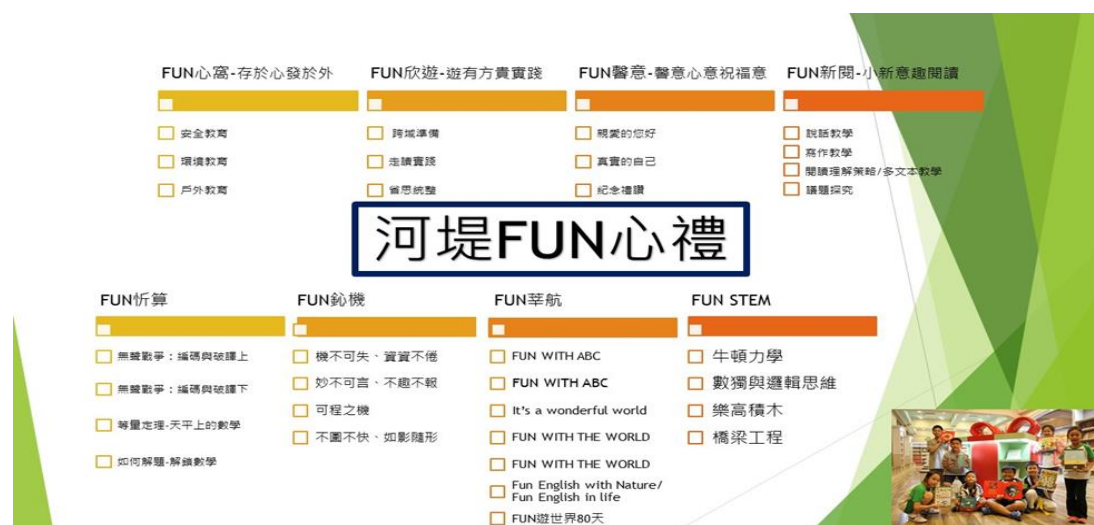 FUN心窩-存於心發於外
安全教育
環境教育
戶外教育
FUN欣遊-遊有方貴實踐
跨域準備
走讀實踐
省思統整
FUN馨意-馨意心意祝福意
親愛的您好
真實的自己
紀念禮讚
FUN新閱-小新意趣閱讀
說話教學
寫作教學
閱讀理解策略/多文本教學
議題探究
河堤FUN心禮
FUN忻算
無聲戰爭：編碼與破譯上
無聲戰爭：編碼與破譯下
等量定理-天平上的數學
如何解題-解鎖數學
FUN鈊機
機不可失、資資不倦
妙不可言、不趣不報
可程之機
不圖不快、如影隨形
FUN莘航
FUN WITH ABC
FUN WITH ABC
It's a wonderful world
FUN WITH THE WORLD
FUN WITH THE WORLD
Fun English with Nature/
Fun English in life
FUN遊世界80天
FUN STEM
牛頓力學
數獨與邏輯思維
樂高積木
橋梁工程